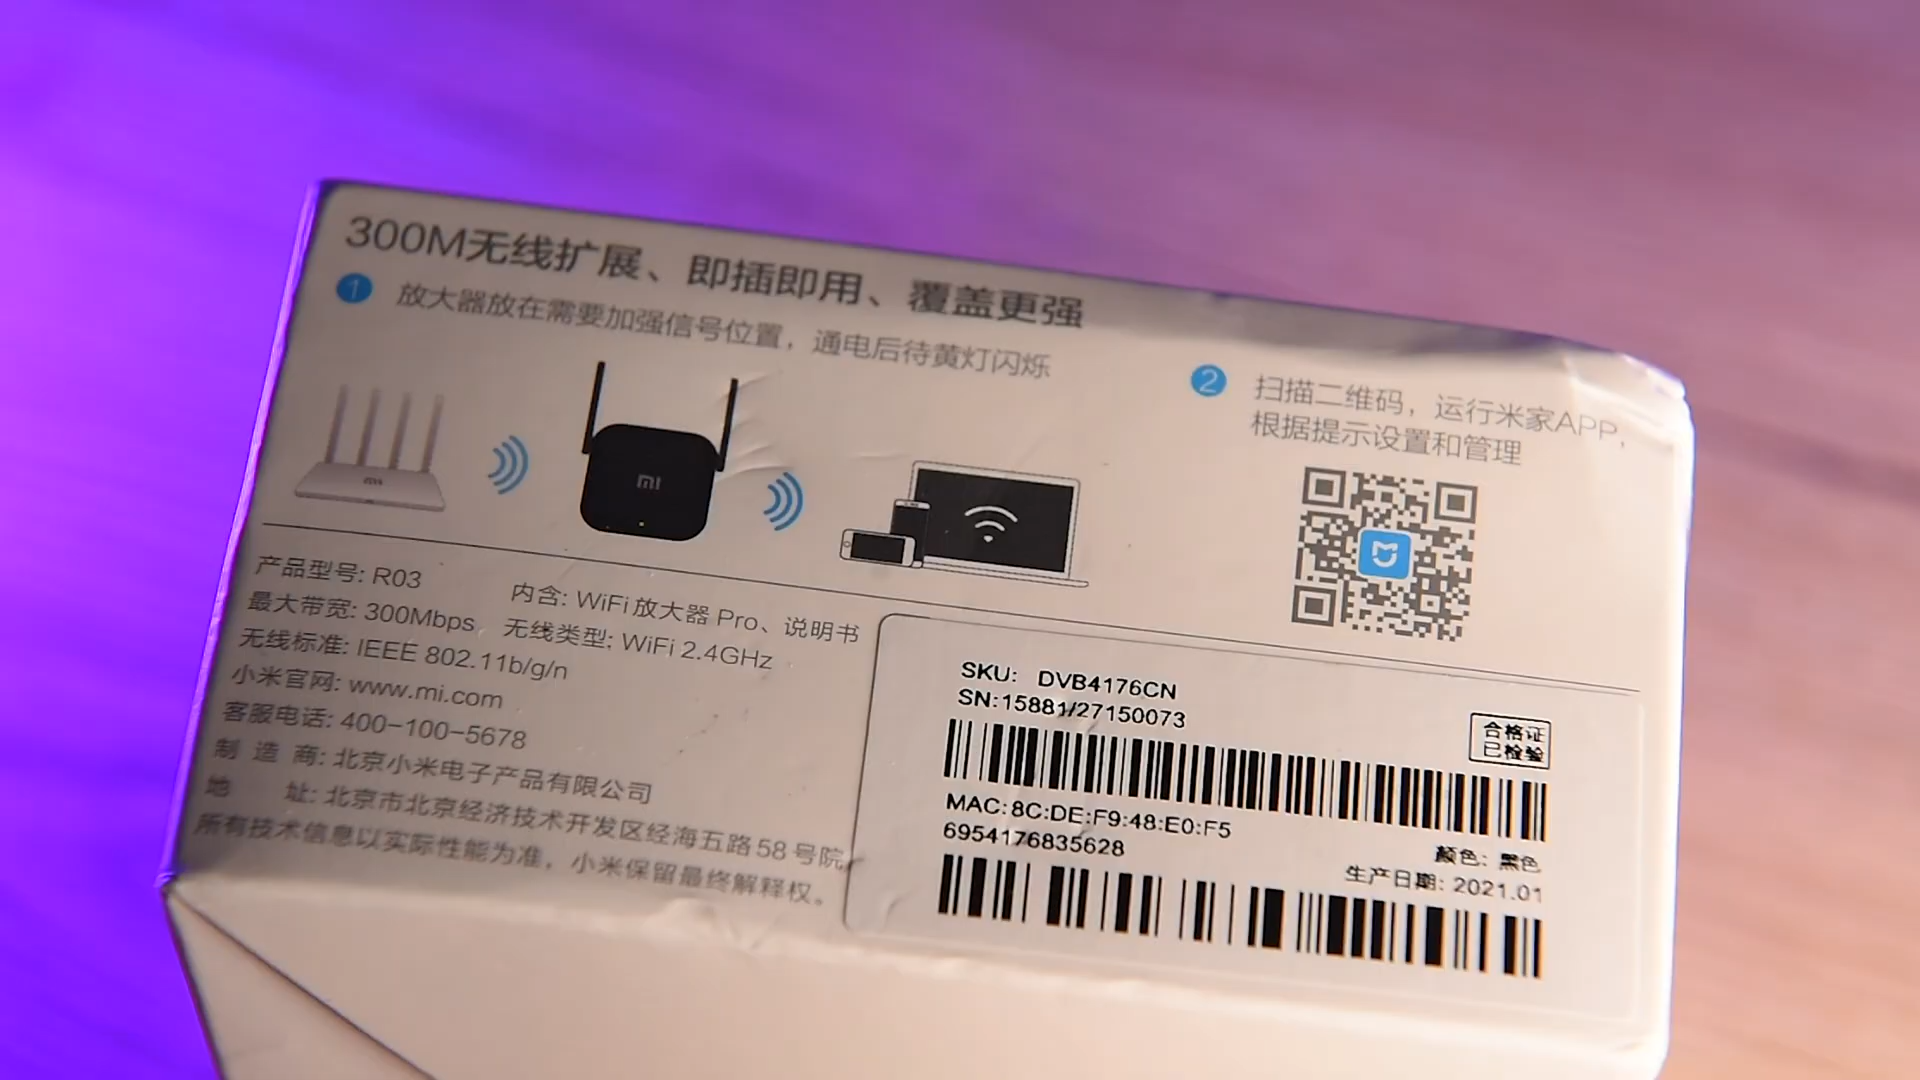 300M无线扩展、即插即用、覆盖更强
1 放大器放在需要加强信号位置，通电后待黄灯闪烁
2 扫描二维码，运行米家APP，
根据提示设置和管理
mi
mi
产品型号: R03
内含: WiFi放大器 Pro、说明书
最大带宽: 300Mbps
无线类型: WiFi 2.4GHz
无线标准: IEEE 802.11b/g/n
小米官网: www.mi.com
客服电话: 400-100-5678
制 造 商: 北京小米电子产品有限公司
地 址: 北京市北京经济技术开发区经海五路58号院
所有技术信息以实际性能为准，小米保留最终解释权。
SKU: DVB4176CN
SN:15881/27150073
合格证
已检验
MAC:8C:DE:F9:48:E0:F5
6954176835628
颜色: 黑色
生产日期: 2021.01